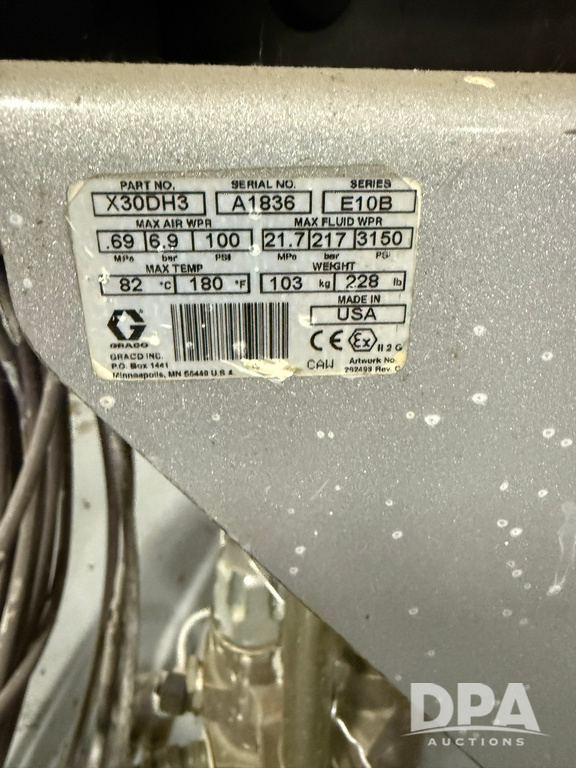 PART NO. SERIAL NO. SERIES
X30DH3 A1836 E10B
MAX AIR WPR MAX FLUID WPR
.69 6.9 100 21.7 217 3150
MPa bar PSI MPa bar PSI
MAX TEMP WEIGHT
82 °C 180 °F 103 kg 228 lb
MADE IN
USA
GRACO
GRACO INC.
P.O. Box 1441
Minneapolis, MN 55440 U.S.A.
CE Ex II 2 G
CAW
Artwork No.
292493 Rev. C
DPA
AUCTIONS